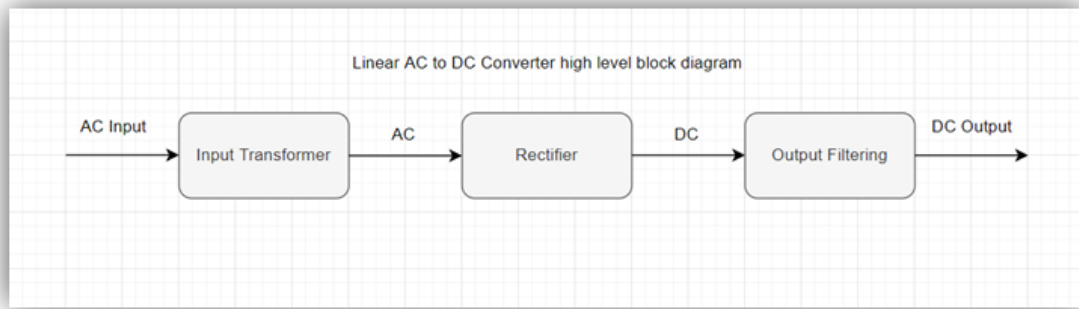 Linear AC to DC Converter high level block diagram
AC Input
Input Transformer
AC
Rectifier
DC
Output Filtering
DC Output